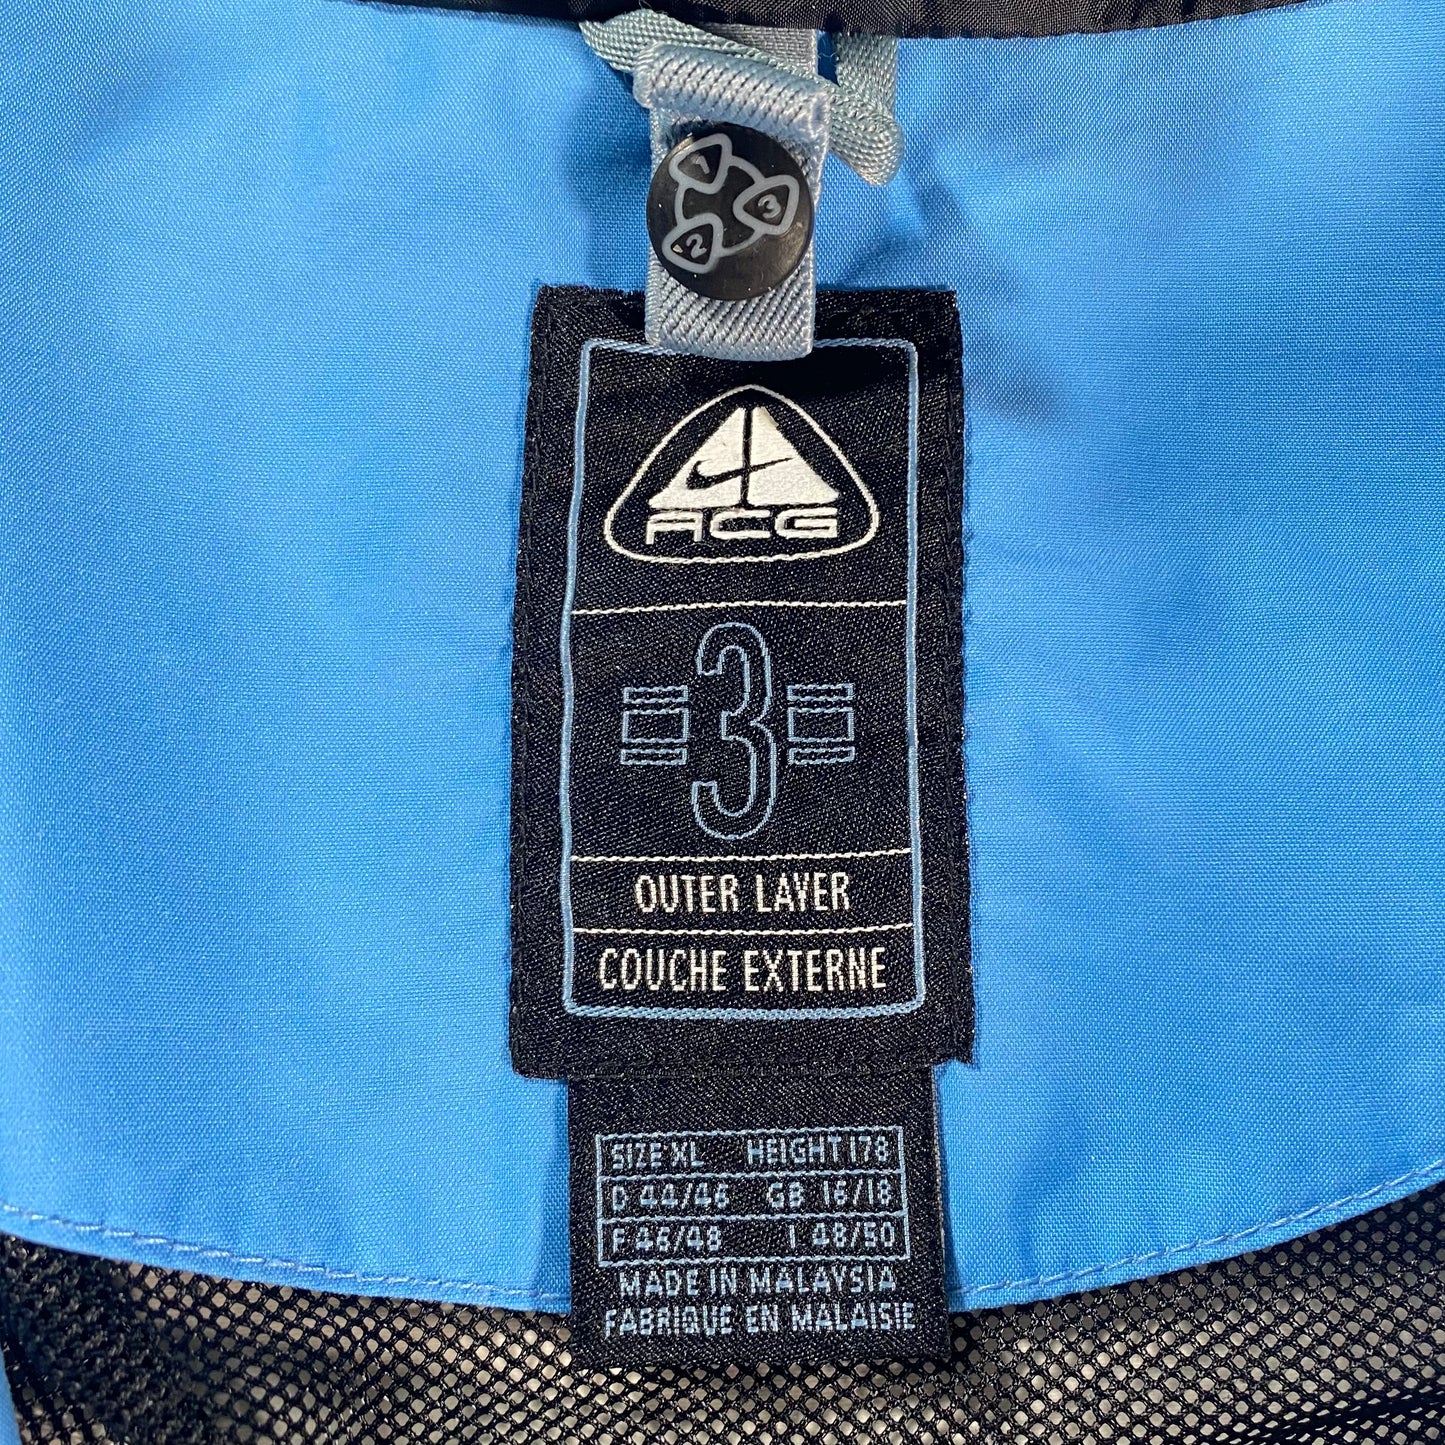 1
3
2
ACG
3
OUTER LAYER
COUCHE EXTERNE
SIZE XL HEIGHT 178
D 44/46 GB 16/18
F 46/48 I 48/50
MADE IN MALAYSIA
FABRIQUE EN MALAISIE